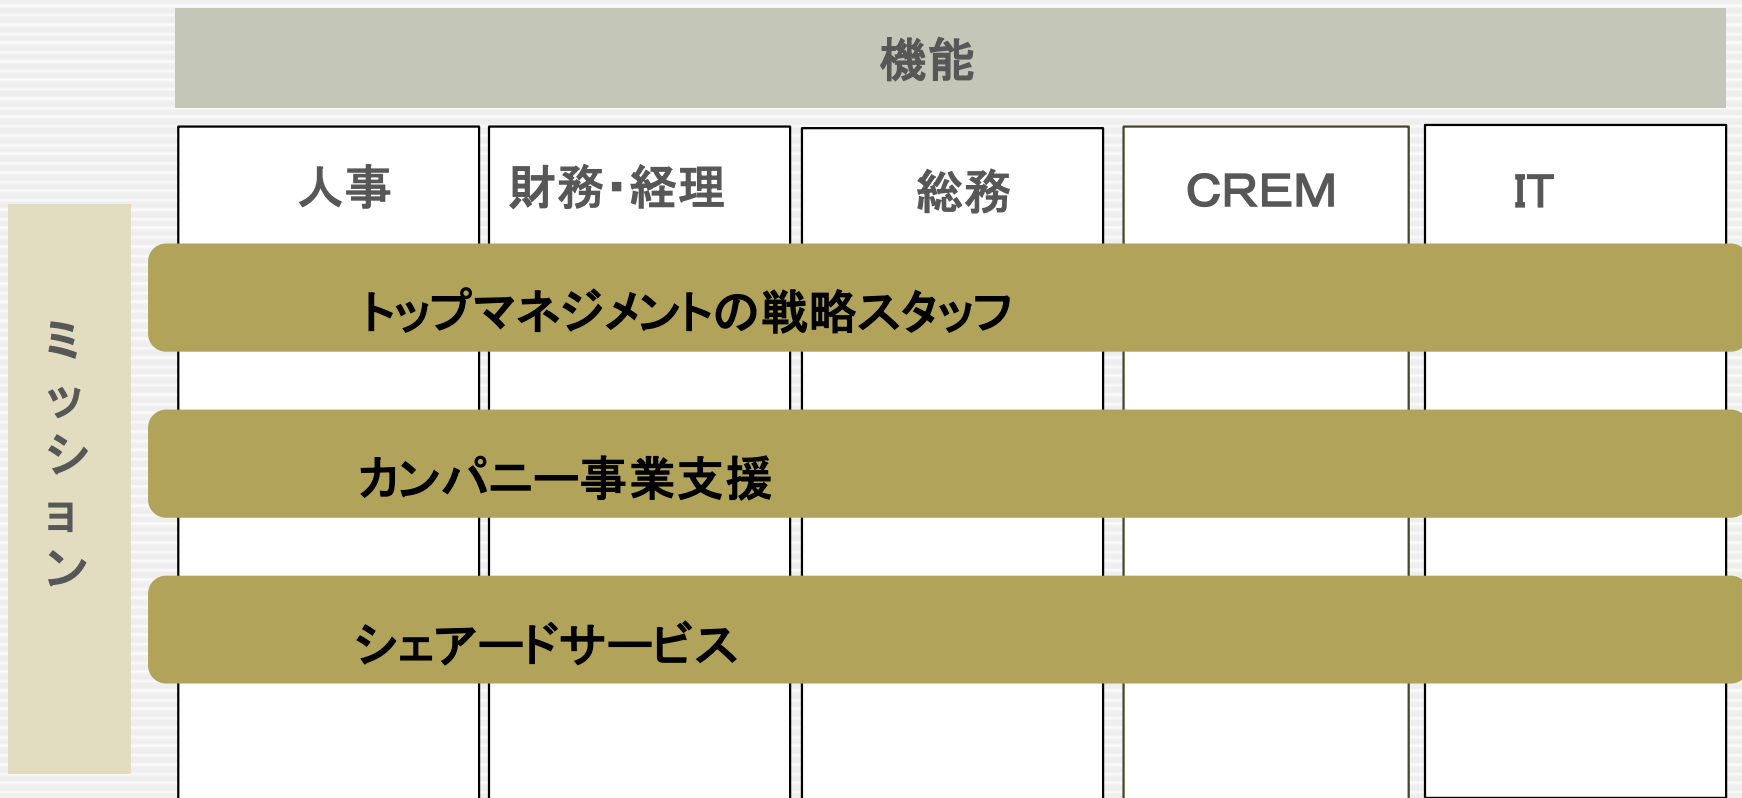 機能
人事
財務・経理
総務
CREM
IT
ミッション
トップマネジメントの戦略スタッフ
カンパニー事業支援
シェアードサービス